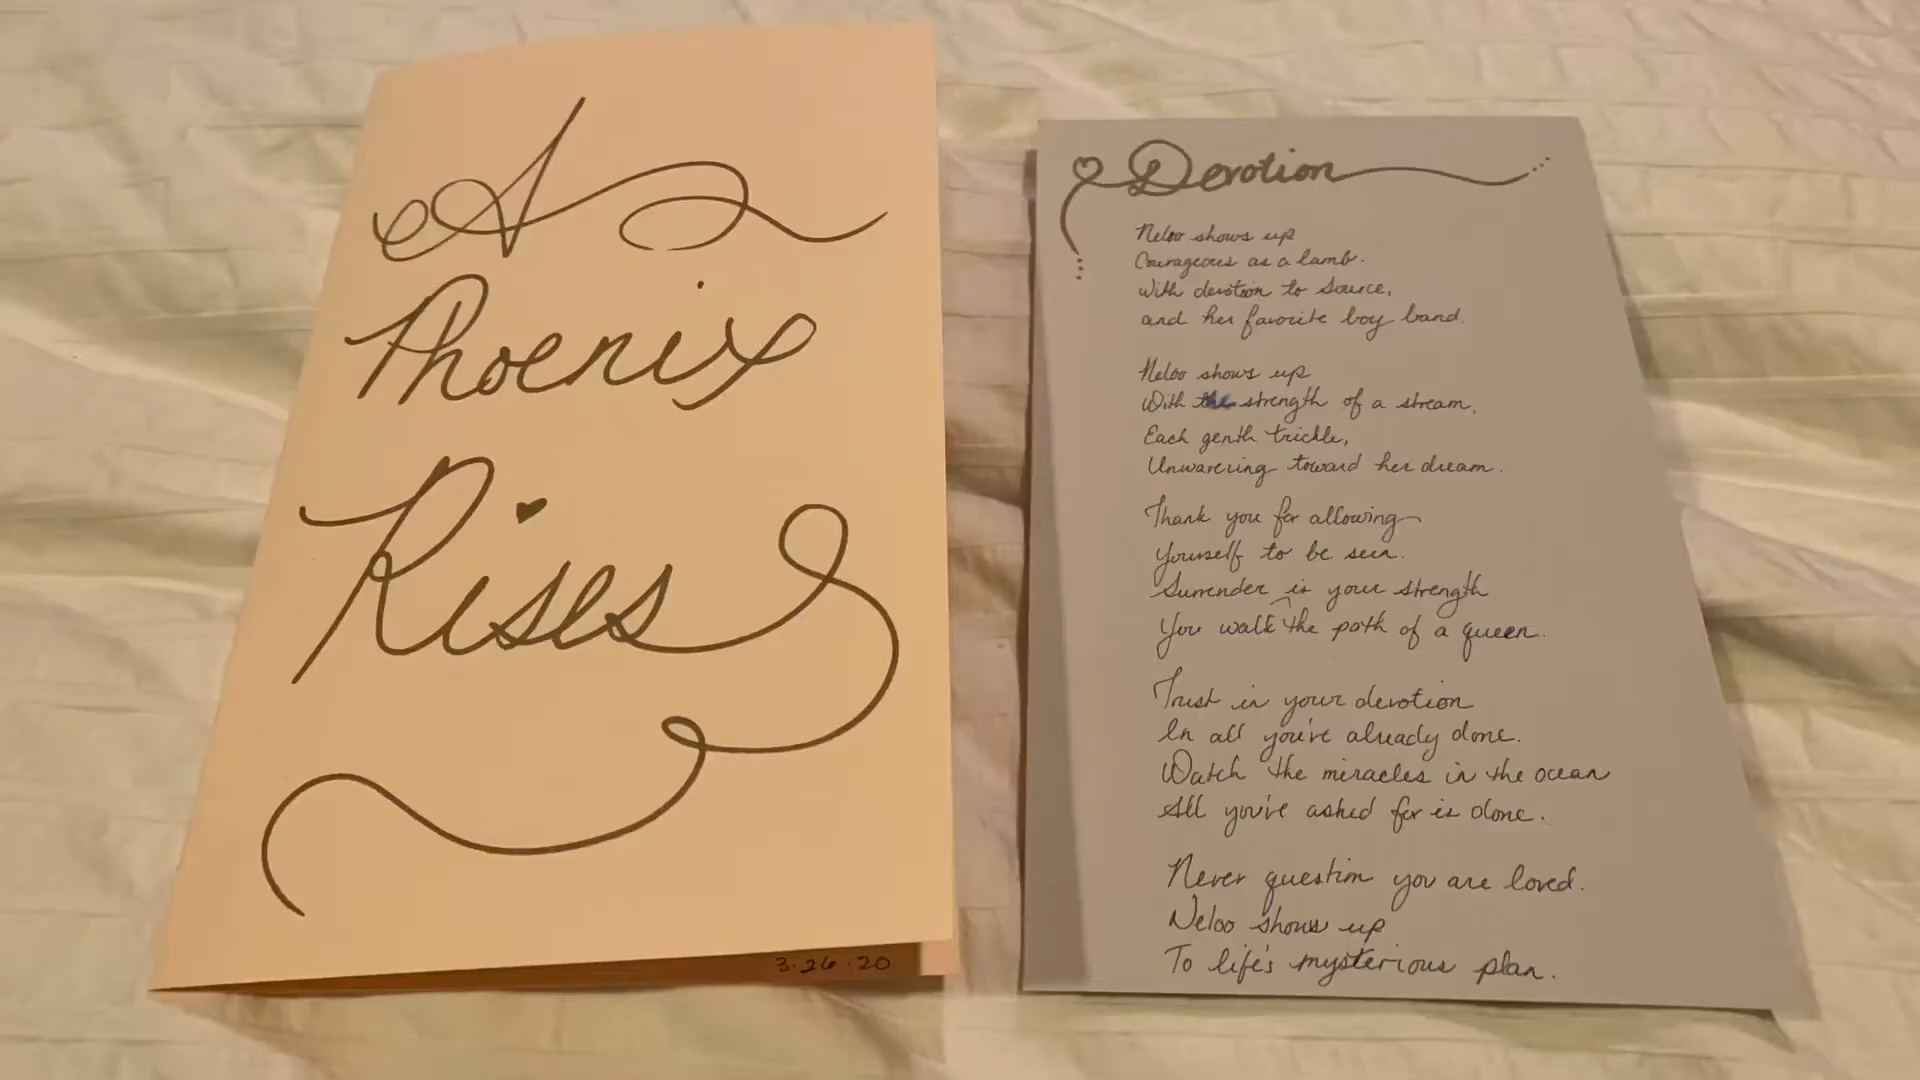 A
Phoenix
Rises
3.26.20
Devotion
Neloo shows up
Courageous as a lamb.
With devotion to Source,
and her favorite boy band.
Neloo shows up
With the strength of a stream,
Each gentle trickle,
Unwavering toward her dream.
Thank you for allowing
Yourself to be seen.
Surrender is your strength
You walk the path of a queen.
Trust in your devotion
In all you've already done.
Watch the miracles in the ocean
All you've asked for is done.
Never question you are loved.
Neloo shows up
To life's mysterious plan.